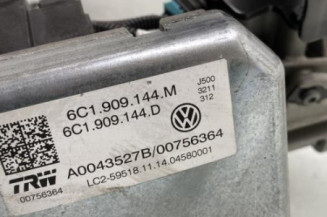 6C1.909.144.M
6C1.909.144.D
J500
3211
312
TRW
00756364
A0043527B/00756364
LC2-59518.11.14.04580001